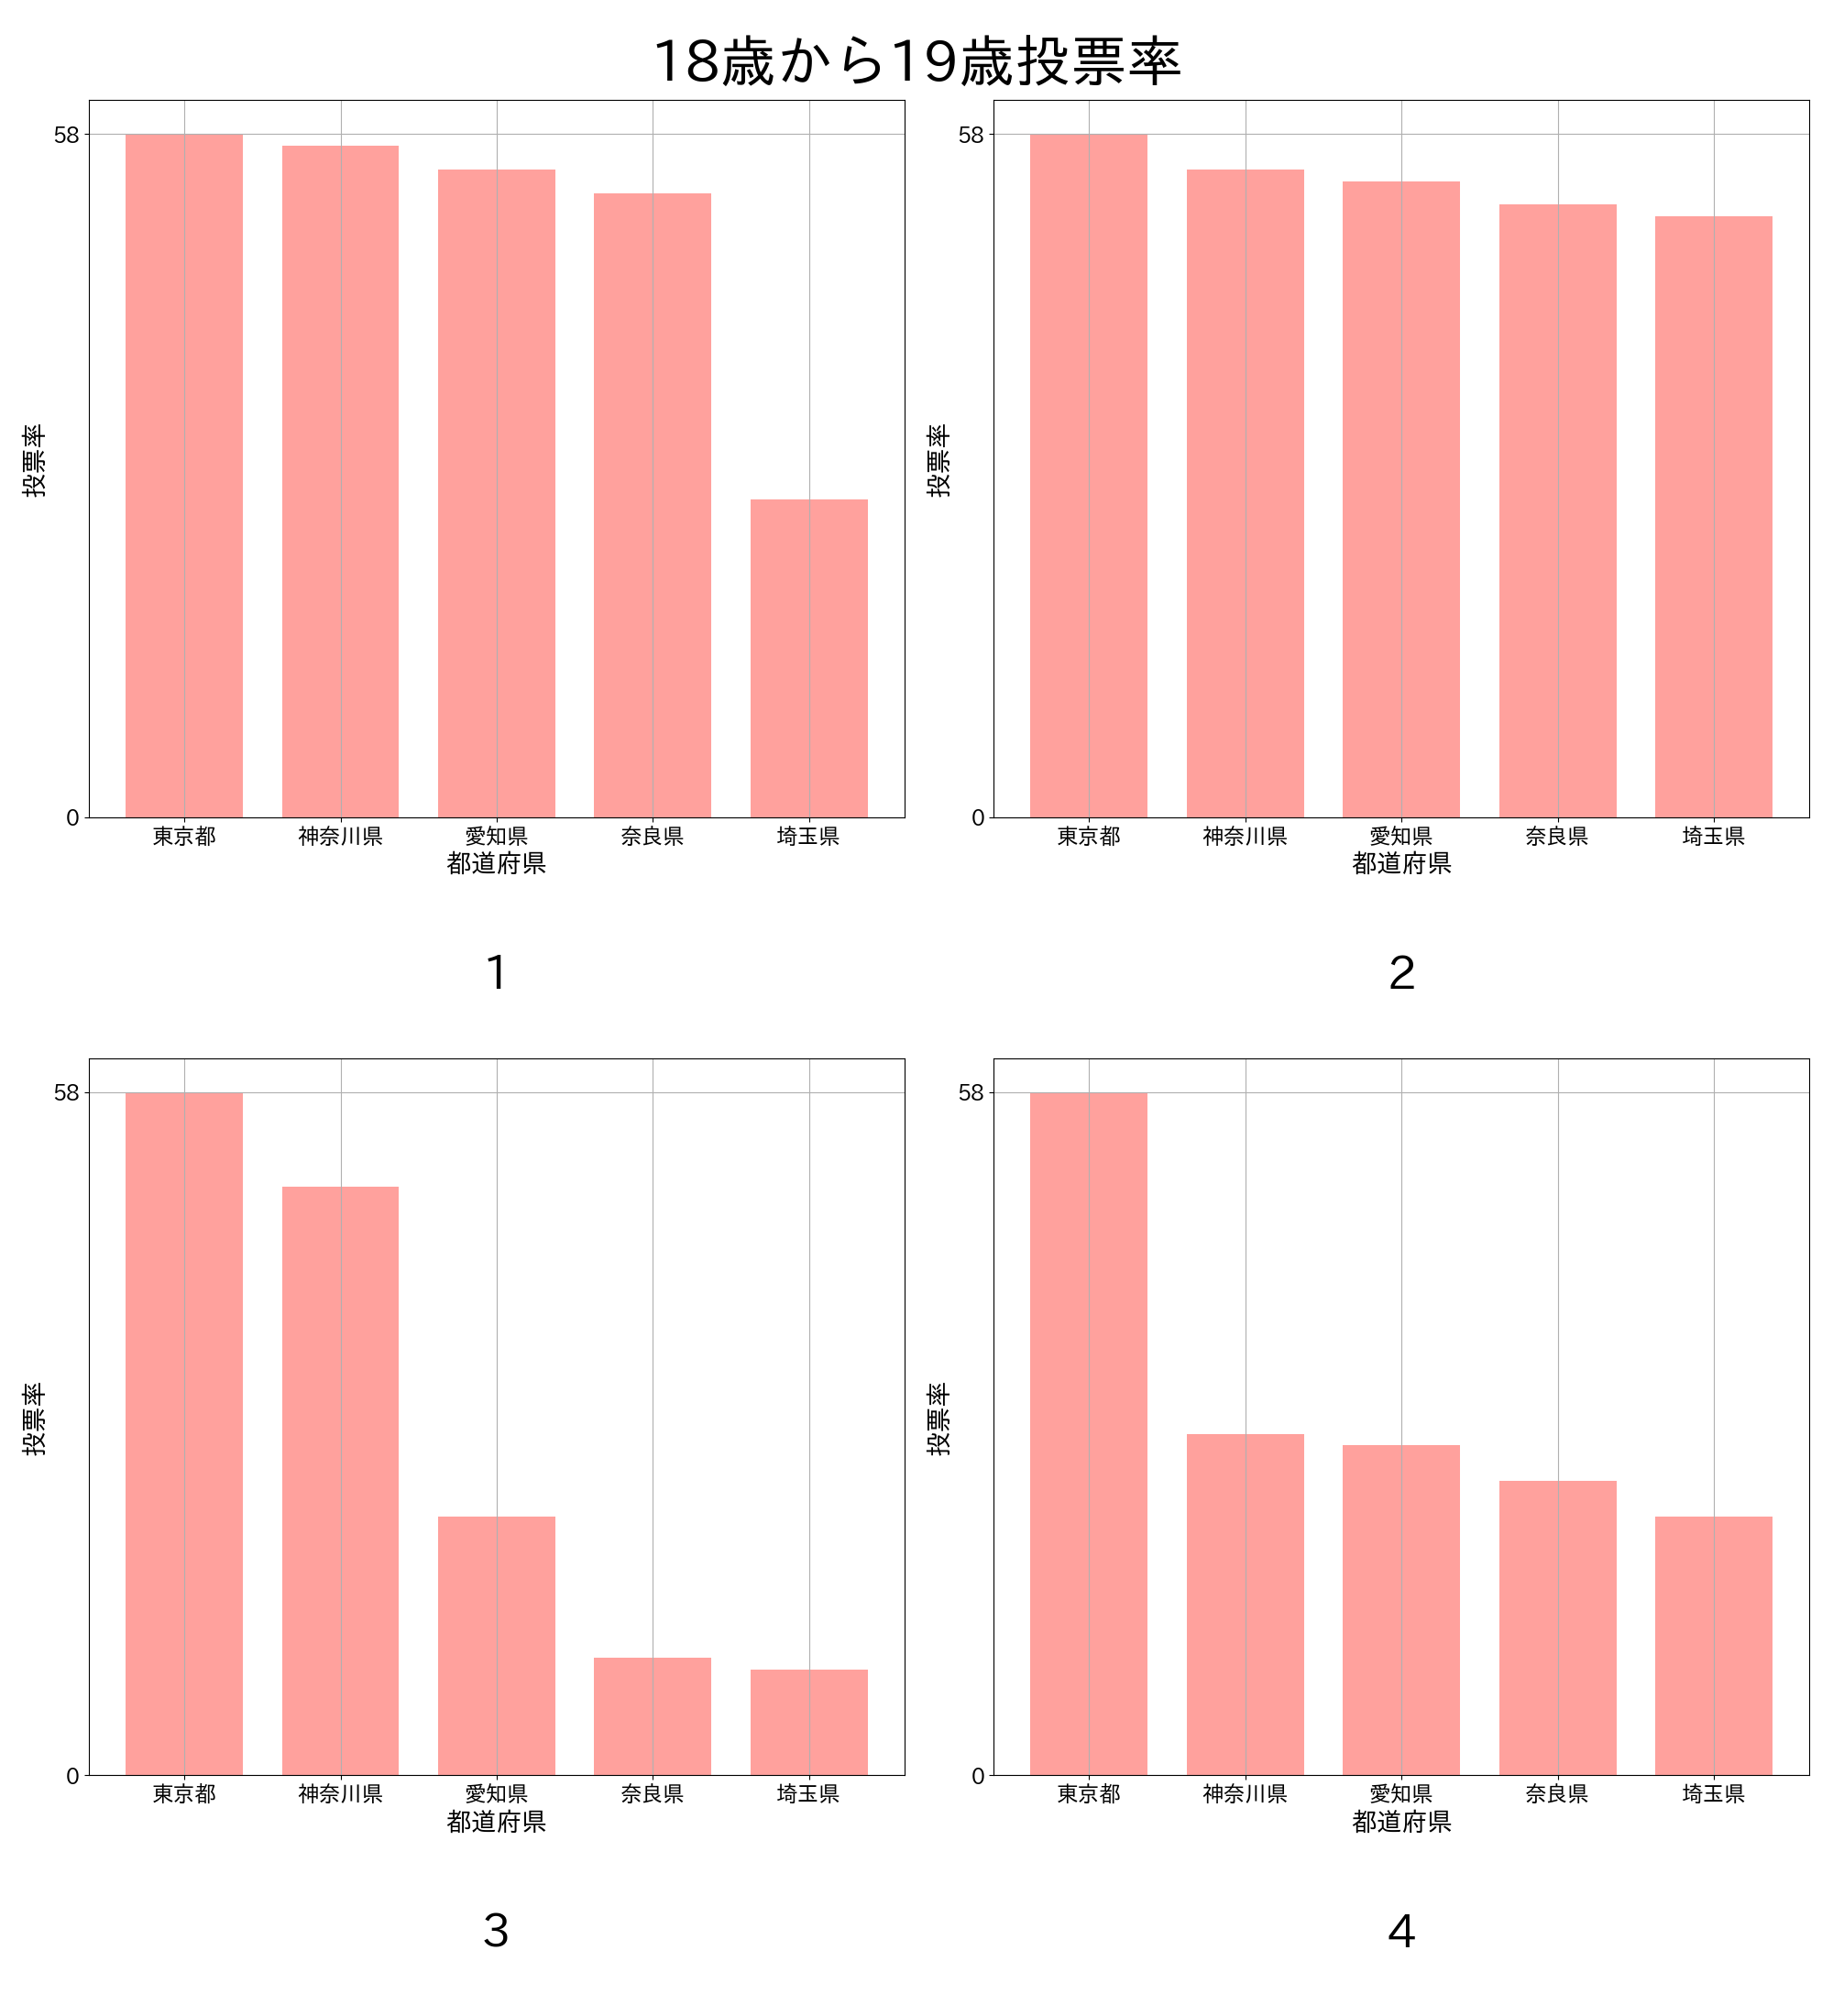 18歳から19歳投票率
58
0
投票率
東京都 神奈川県 愛知県 奈良県 埼玉県
都道府県
1
58
0
投票率
東京都 神奈川県 愛知県 奈良県 埼玉県
都道府県
2
58
0
投票率
東京都 神奈川県 愛知県 奈良県 埼玉県
都道府県
3
58
0
投票率
東京都 神奈川県 愛知県 奈良県 埼玉県
都道府県
4